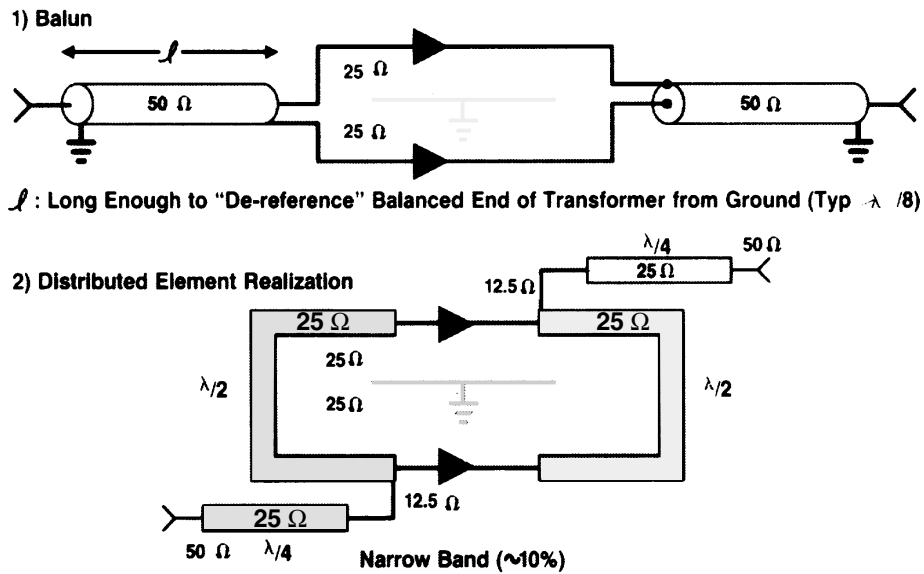 1) Balun
ℓ
50 Ω
25 Ω
25 Ω
50 Ω
ℓ : Long Enough to "De-reference" Balanced End of Transformer from Ground (Typ λ /8)
2) Distributed Element Realization
λ/4
50 Ω
25 Ω
12.5 Ω
25 Ω
25 Ω
25 Ω
λ/2
λ/2
25 Ω
12.5 Ω
25 Ω
50 Ω
λ/4
Narrow Band (~10%)